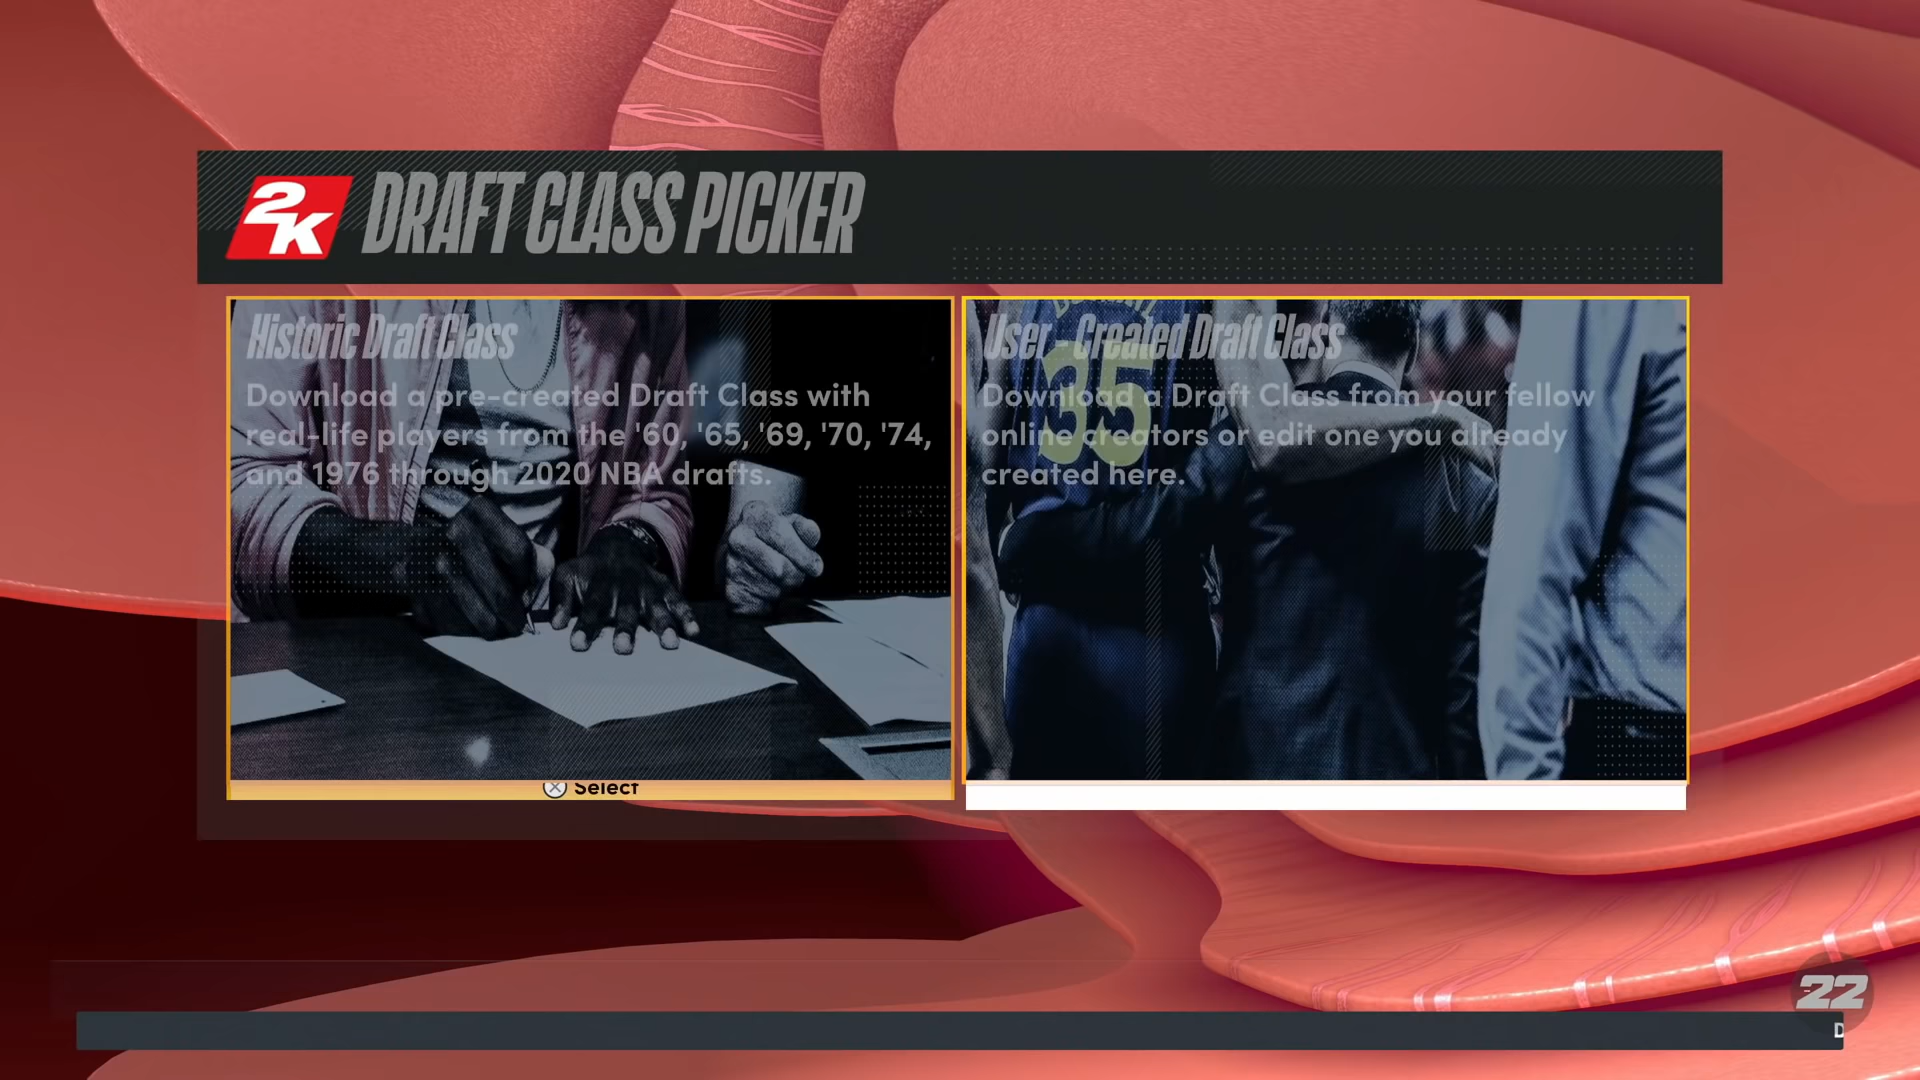 2K DRAFT CLASS PICKER
Historic Draft Class
Download a pre-created Draft Class with
real-life players from the '60, '65, '69, '70, '74,
and 1976 through 2020 NBA drafts.
Select
User - Created Draft Class
Download a Draft Class from your fellow
online creators or edit one you already
created here.
35
22
D